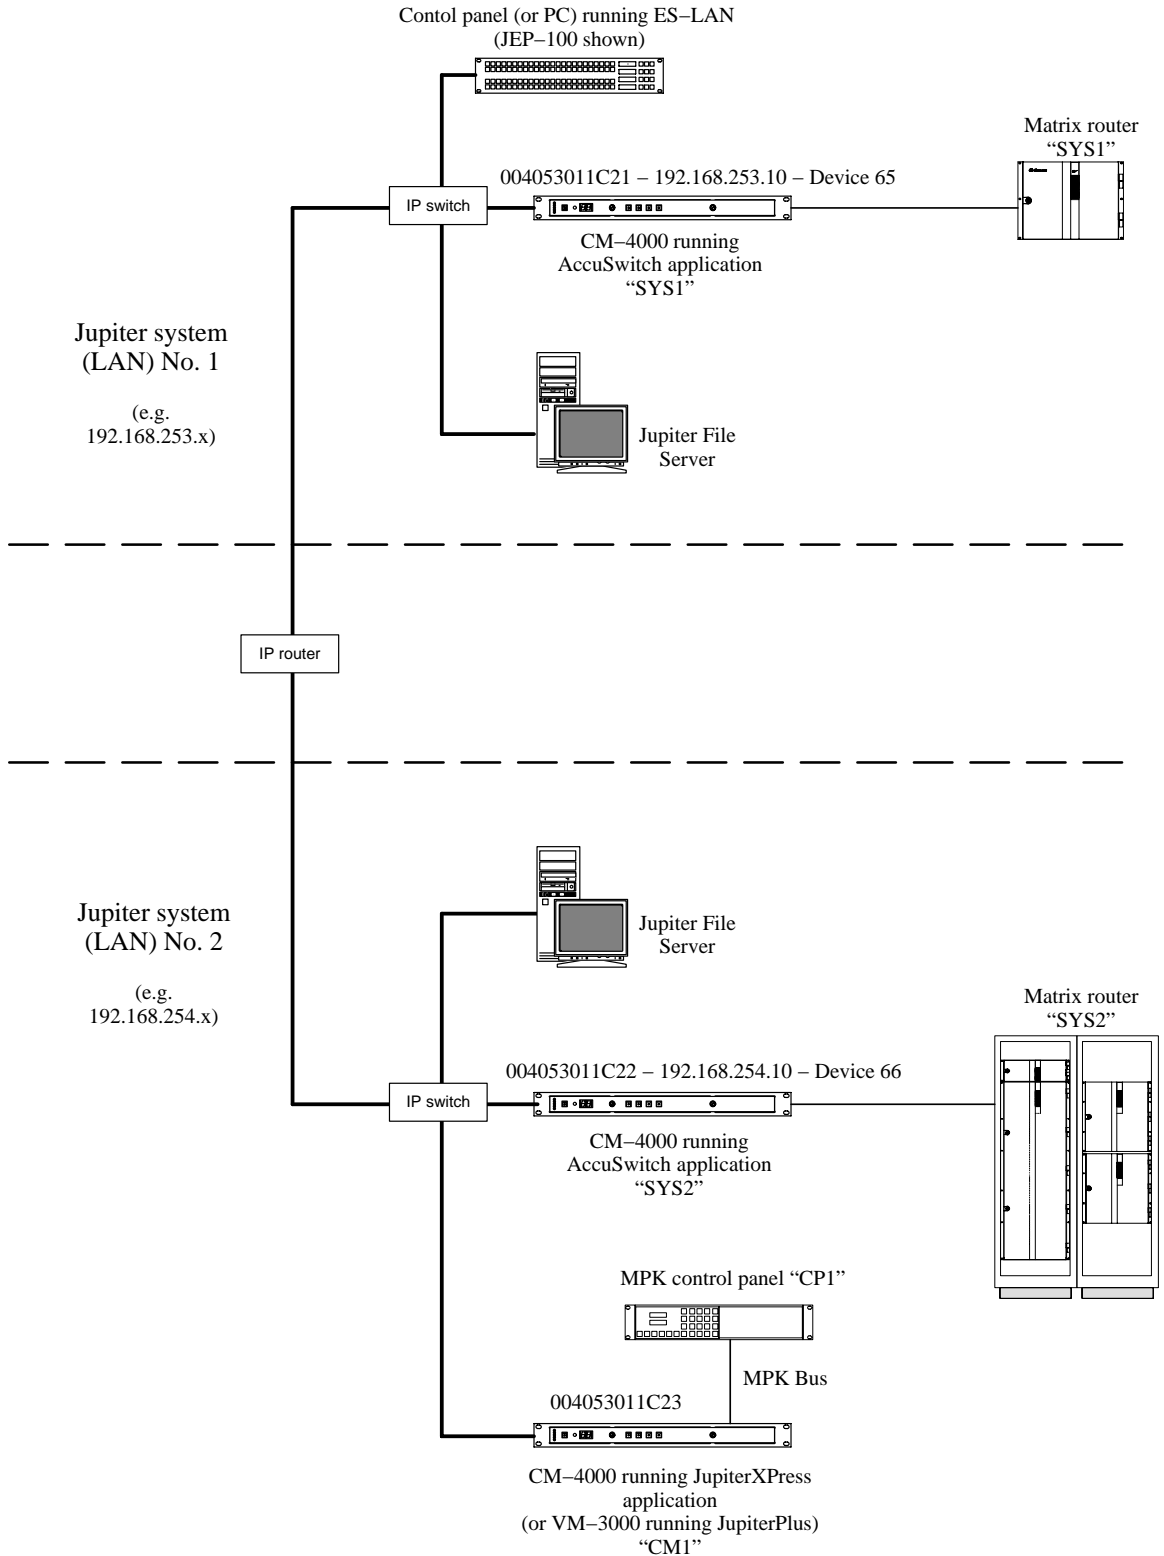 Contol panel (or PC) running ES−LAN
(JEP−100 shown)
Matrix router
“SYS1”
004053011C21 − 192.168.253.10 − Device 65
IP switch
CM−4000 running
AccuSwitch application
“SYS1”
Jupiter system
(LAN) No. 1
(e.g.
192.168.253.x)
Jupiter File
Server
IP router
Jupiter system
(LAN) No. 2
(e.g.
192.168.254.x)
Jupiter File
Server
Matrix router
“SYS2”
004053011C22 − 192.168.254.10 − Device 66
IP switch
CM−4000 running
AccuSwitch application
“SYS2”
MPK control panel “CP1”
MPK Bus
004053011C23
CM−4000 running JupiterXPress
application
(or VM−3000 running JupiterPlus)
“CM1”